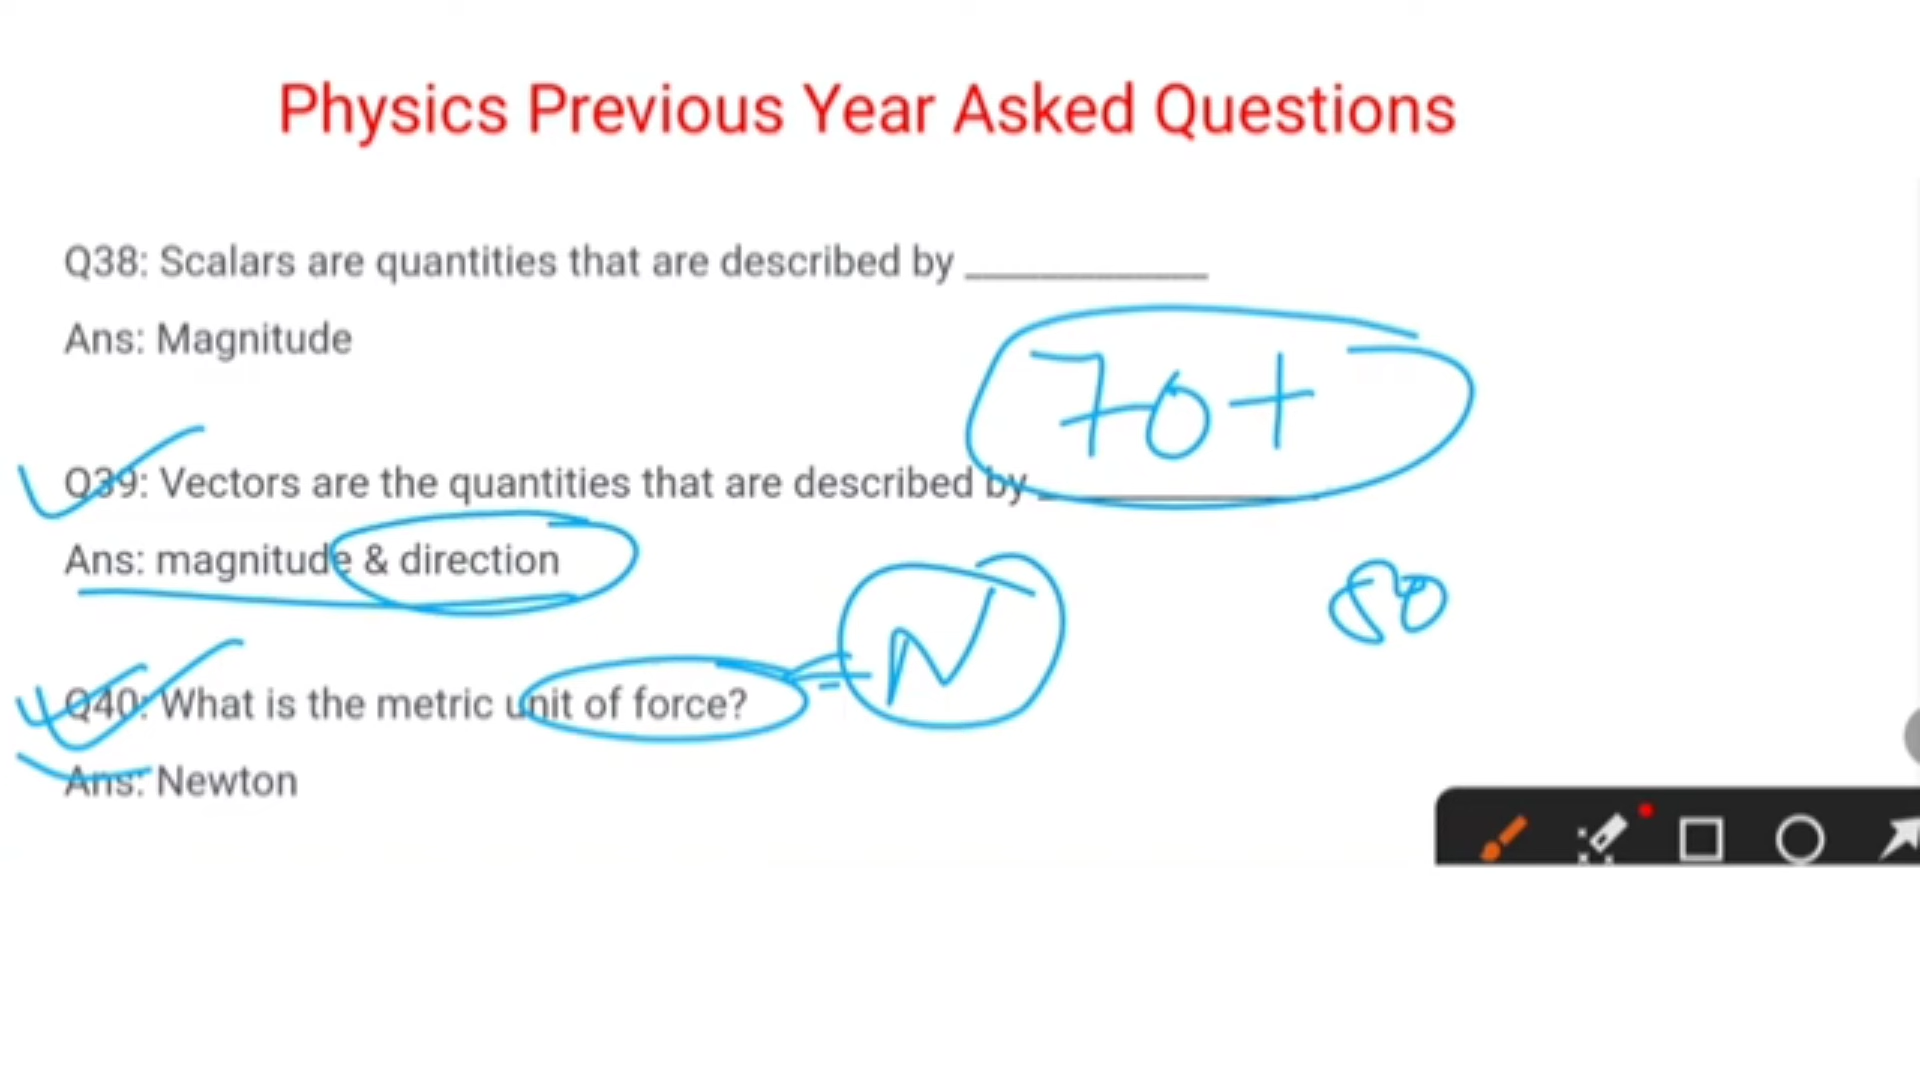 Physics Previous Year Asked Questions
Q38: Scalars are quantities that are described by ____________
Ans: Magnitude
70+
Q39: Vectors are the quantities that are described by ____________
Ans: magnitude & direction
80
N
Q40: What is the metric unit of force?
Ans: Newton